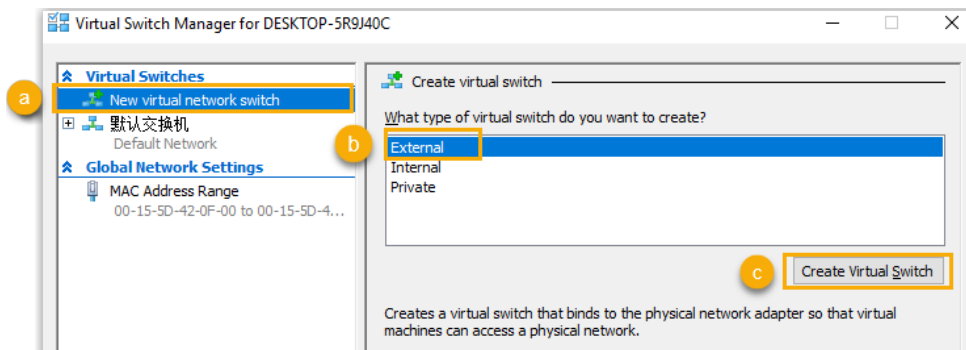 Virtual Switch Manager for DESKTOP-5R9J40C
Virtual Switches
a
New virtual network switch
默认交换机
Default Network
Global Network Settings
MAC Address Range
00-15-5D-42-0F-00 to 00-15-5D-4...
Create virtual switch
What type of virtual switch do you want to create?
b
External
Internal
Private
c
Create Virtual Switch
Creates a virtual switch that binds to the physical network adapter so that virtual
machines can access a physical network.